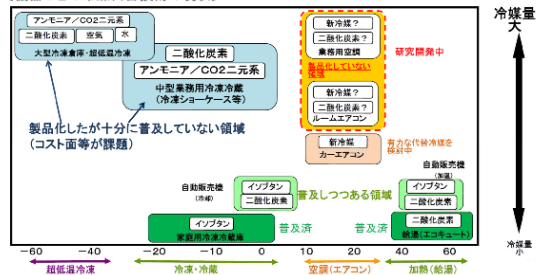 アンモニア/CO2二元系
二酸化炭素
空気
水
大型冷凍倉庫・超低温冷凍
二酸化炭素
アンモニア/CO2二元系
中型業務用冷凍冷蔵
(冷凍ショーケース等)
製品化したが十分に普及していない領域
(コスト面等が課題)
新冷媒?
二酸化炭素?
業務用空調
製品化していない
領域
新冷媒?
二酸化炭素?
ルームエアコン
研究開発中
新冷媒
カーエアコン
有力な代替冷媒を
検討中
自動販売機
(冷却)
イソブタン
二酸化炭素
普及しつつある領域
自動販売機
(加温)
イソブタン
二酸化炭素
イソブタン
家庭用冷凍冷蔵庫
普及済
普及済
二酸化炭素
給湯(エコキュート)
冷媒量
大
冷媒量
小
-60
-40
-20
-10
0
10
20
40
60
超低温冷凍
冷凍・冷蔵
空調(エアコン)
加熱(給湯)